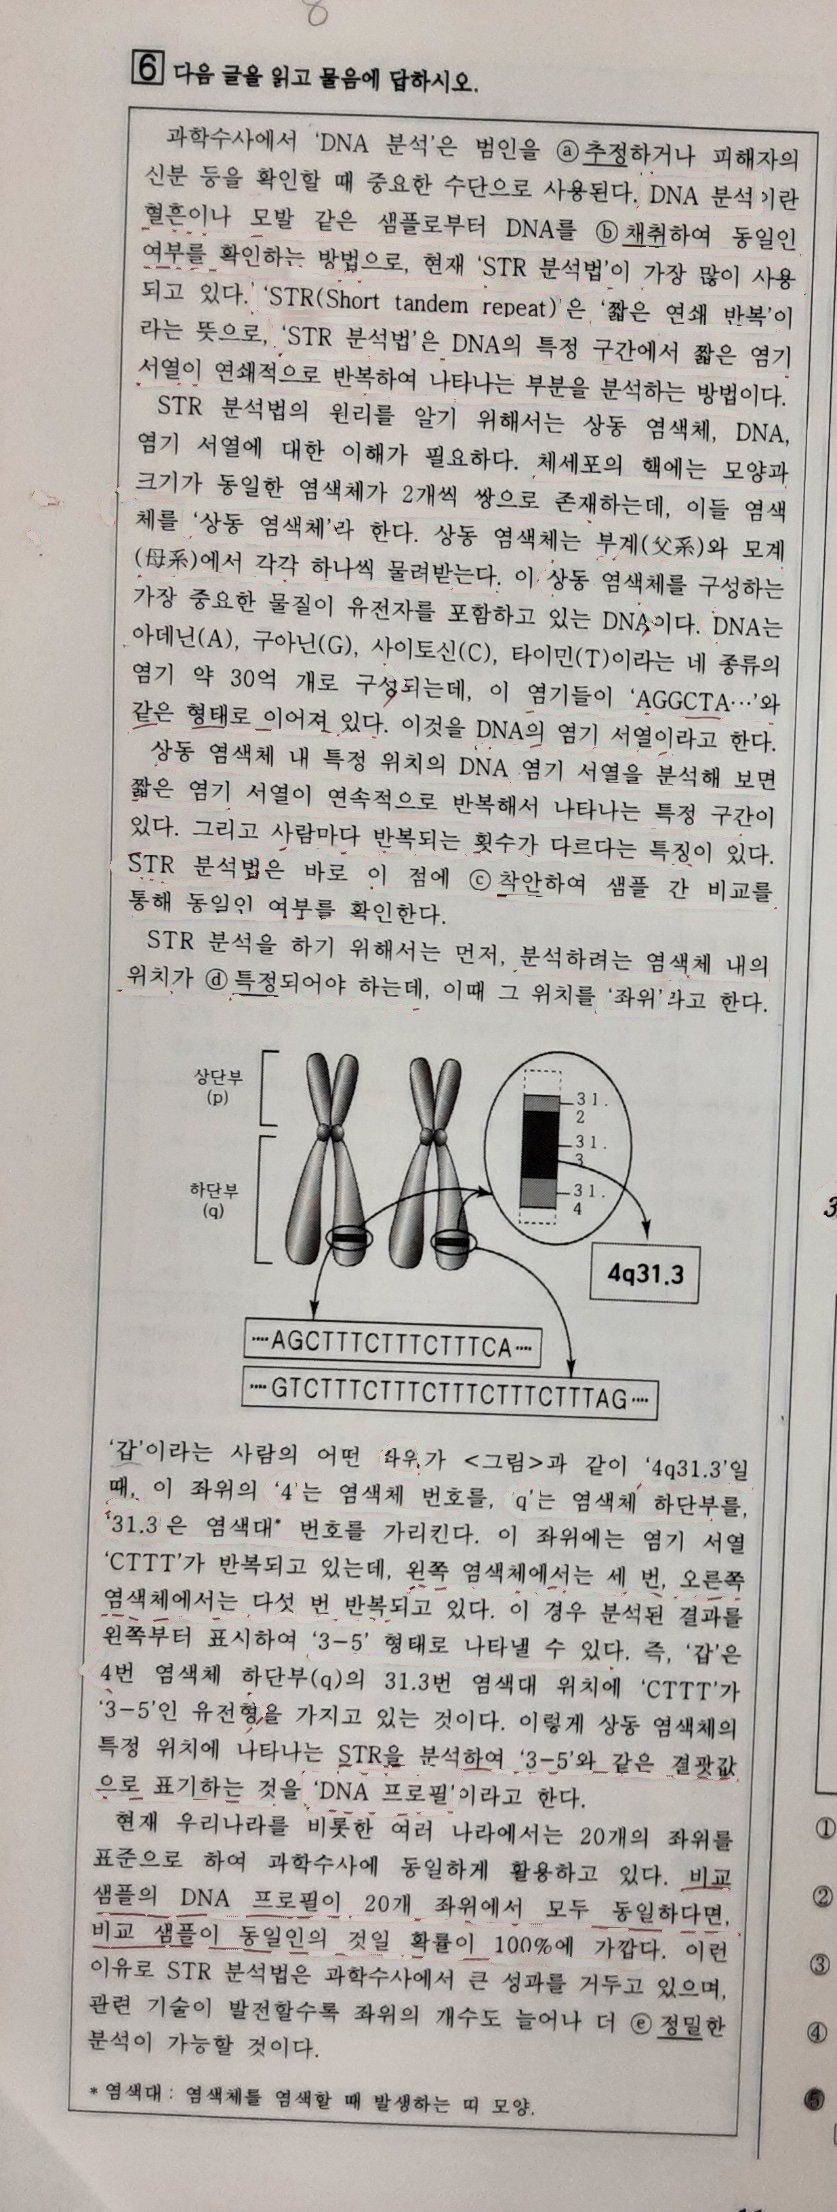 8
6 다음 글을 읽고 물음에 답하시오.
과학수사에서 ‘DNA 분석’은 범인을 ⓐ추정하거나 피해자의
신분 등을 확인할 때 중요한 수단으로 사용된다. DNA 분석이란
혈흔이나 모발 같은 샘플로부터 DNA를 ⓑ채취하여 동일인
여부를 확인하는 방법으로, 현재 ‘STR 분석법’이 가장 많이 사용
되고 있다. ‘STR(Short tandem repeat)’은 ‘짧은 연쇄 반복’이
라는 뜻으로, ‘STR 분석법’은 DNA의 특정 구간에서 짧은 염기
서열이 연쇄적으로 반복하여 나타나는 부분을 분석하는 방법이다.
STR 분석법의 원리를 알기 위해서는 상동 염색체, DNA,
염기 서열에 대한 이해가 필요하다. 체세포의 핵에는 모양과
크기가 동일한 염색체가 2개씩 쌍으로 존재하는데, 이들 염색
체를 ‘상동 염색체’라 한다. 상동 염색체는 부계(父系)와 모계
(母系)에서 각각 하나씩 물려받는다. 이 상동 염색체를 구성하는
가장 중요한 물질이 유전자를 포함하고 있는 DNA이다. DNA는
아데닌(A), 구아닌(G), 사이토신(C), 타이민(T)이라는 네 종류의
염기 약 30억 개로 구성되는데, 이 염기들이 ‘AGGCTA…’와
같은 형태로 이어져 있다. 이것을 DNA의 염기 서열이라고 한다.
상동 염색체 내 특정 위치의 DNA 염기 서열을 분석해 보면
짧은 염기 서열이 연속적으로 반복해서 나타나는 특정 구간이
있다. 그리고 사람마다 반복되는 횟수가 다르다는 특징이 있다.
STR 분석법은 바로 이 점에 ⓒ착안하여 샘플 간 비교를
통해 동일인 여부를 확인한다.
STR 분석을 하기 위해서는 먼저, 분석하려는 염색체 내의
위치가 ⓓ특정되어야 하는데, 이때 그 위치를 ‘좌위’라고 한다.
상단부
(p)
하단부
(q)
31.
2
31.
3
31.
4
4q31.3
····AGCTTTCTTTCTTTCA····
····GTCTTTCTTTCTTTCTTTCTTTAG····
‘갑’이라는 사람의 어떤 좌위가 <그림>과 같이 ‘4q31.3’일
때, 이 좌위의 ‘4’는 염색체 번호를, ‘q’는 염색체 하단부를,
‘31.3’은 염색대* 번호를 가리킨다. 이 좌위에는 염기 서열
‘CTTT’가 반복되고 있는데, 왼쪽 염색체에서는 세 번, 오른쪽
염색체에서는 다섯 번 반복되고 있다. 이 경우 분석된 결과를
왼쪽부터 표시하여 ‘3-5’ 형태로 나타낼 수 있다. 즉, ‘갑’은
4번 염색체 하단부(q)의 31.3번 염색대 위치에 ‘CTTT’가
‘3-5’인 유전형을 가지고 있는 것이다. 이렇게 상동 염색체의
특정 위치에 나타나는 STR을 분석하여 ‘3-5’와 같은 결괏값
으로 표기하는 것을 ‘DNA 프로필’이라고 한다.
현재 우리나라를 비롯한 여러 나라에서는 20개의 좌위를
표준으로 하여 과학수사에 동일하게 활용하고 있다. 비교
샘플의 DNA 프로필이 20개 좌위에서 모두 동일하다면,
비교 샘플이 동일인의 것일 확률이 100%에 가깝다. 이런
이유로 STR 분석법은 과학수사에서 큰 성과를 거두고 있으며,
관련 기술이 발전할수록 좌위의 개수도 늘어나 더 ⓔ정밀한
분석이 가능할 것이다.
* 염색대 : 염색체를 염색할 때 발생하는 띠 모양.
3
①
②
③
④
⑤